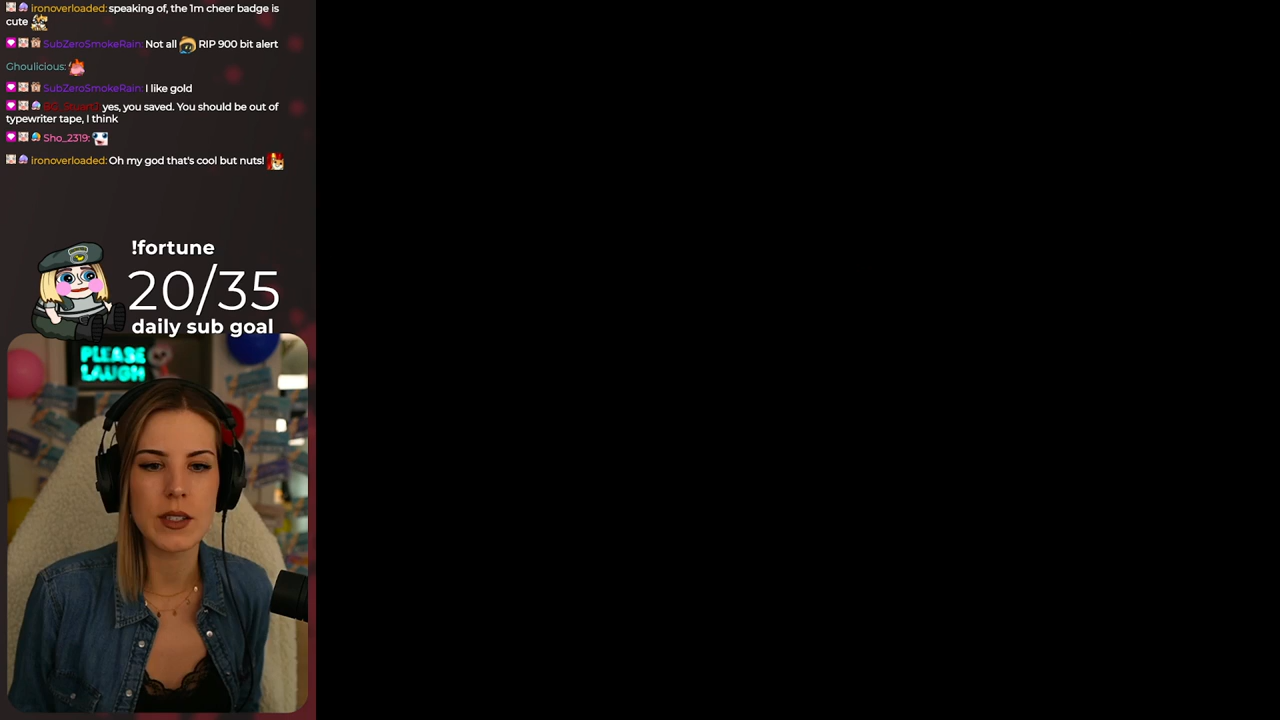 ironoverloaded: speaking of, the 1m cheer badge is
cute
SubZeroSmokeRain: Not all RIP 900 bit alert
Ghoulicious:
SubZeroSmokeRain: I like gold
BG_StuartJ: yes, you saved. You should be out of
typewriter tape, I think
Sho_2319:
ironoverloaded: Oh my god that's cool but nuts!
!fortune
20/35
daily sub goal
PLEASE
LAUGH